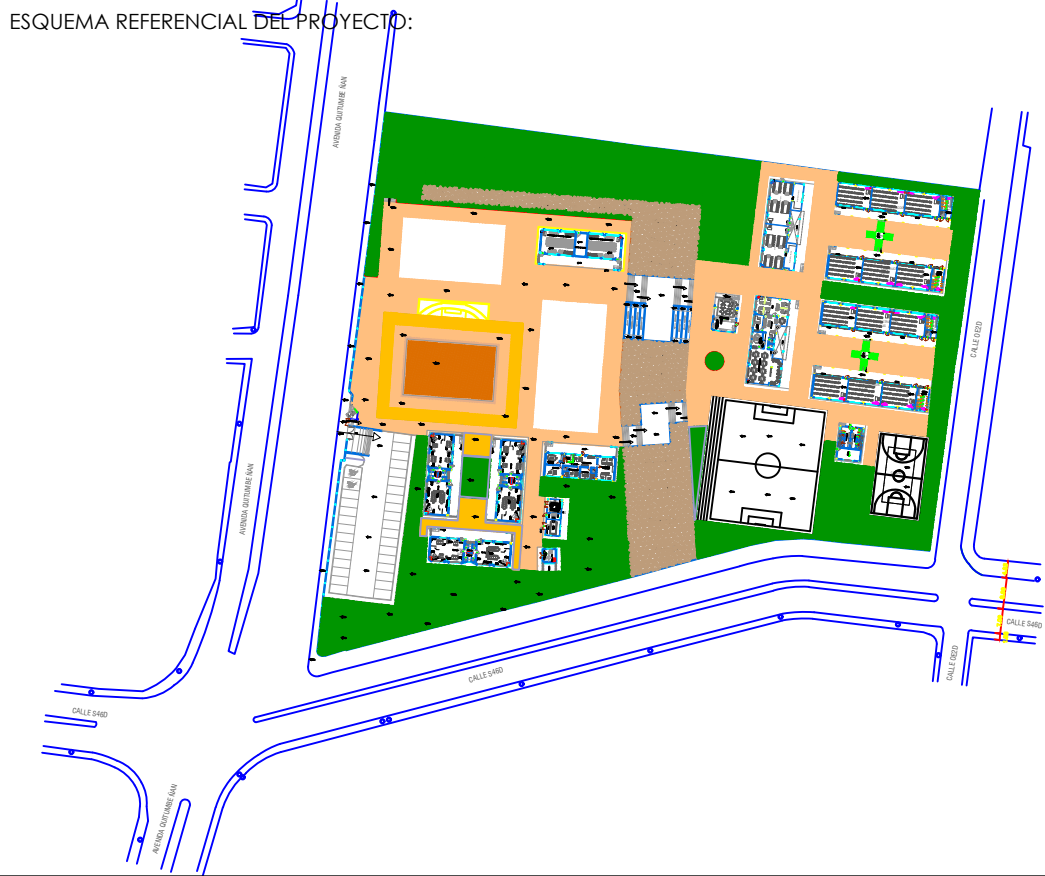 ESQUEMA REFERENCIAL DEL PROYECTO:
AVENIDA QUITUMBE ÑAN
CALLE OE2D
AVENIDA QUITUMBE ÑAN
CALLE S46D
CALLE OE2D
CALLE S46D
CALLE S46D
AVENIDA QUITUMBE ÑAN